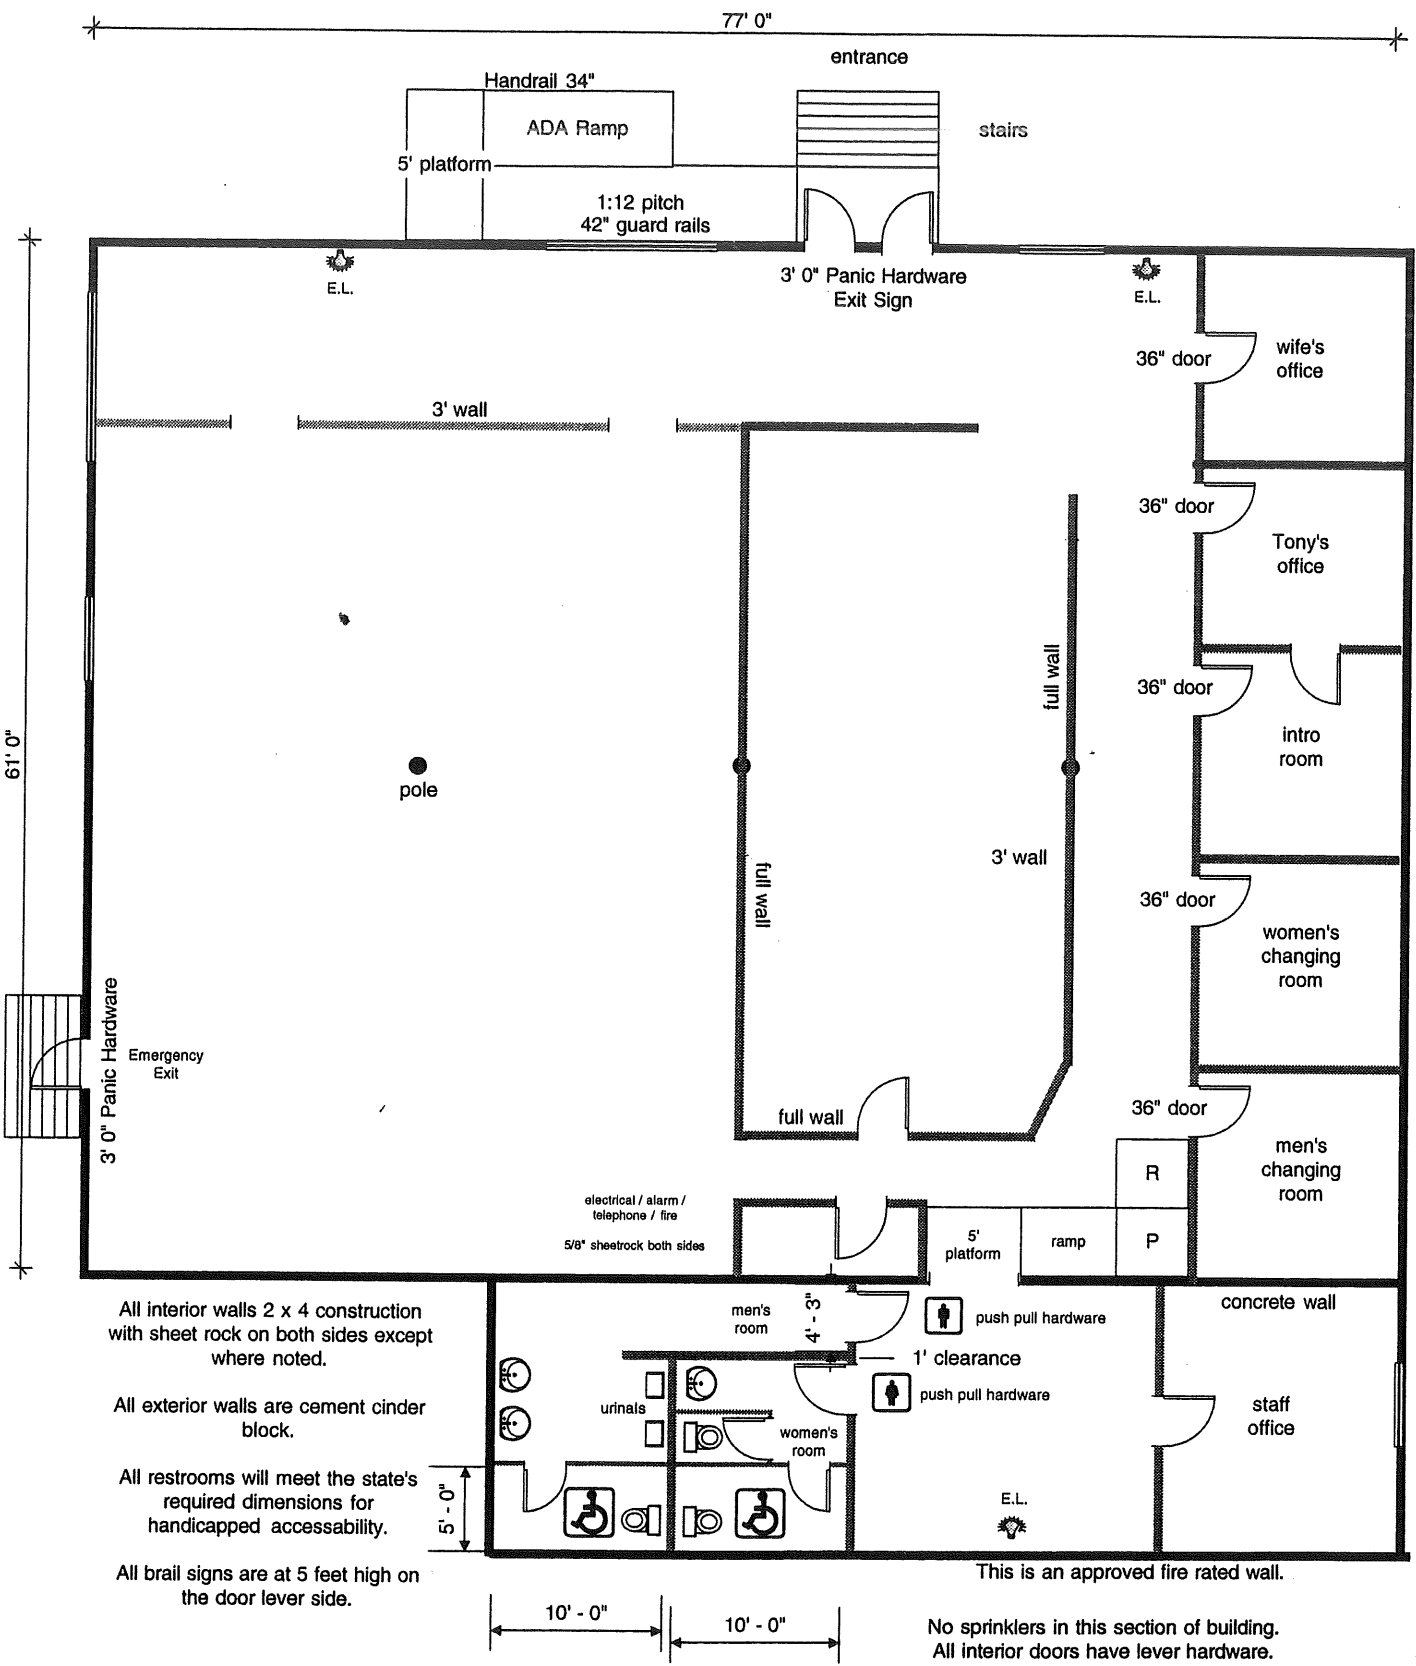 77' 0"
entrance
Handrail 34"
ADA Ramp
stairs
5' platform
1:12 pitch
42" guard rails
3' 0" Panic Hardware
Exit Sign
E.L.
E.L.
36" door
wife's
office
3' wall
36" door
Tony's
office
full wall
36" door
intro
room
61' 0"
pole
3' wall
full wall
36" door
women's
changing
room
3' 0" Panic Hardware
Emergency
Exit
full wall
36" door
men's
changing
room
R
electrical / alarm /
telephone / fire
5/8" sheetrock both sides
5'
platform
ramp
P
All interior walls 2 x 4 construction
with sheet rock on both sides except
where noted.
men's
room
4' - 3"
push pull hardware
concrete wall
1' clearance
push pull hardware
All exterior walls are cement cinder
block.
urinals
women's
room
staff
office
All restrooms will meet the state's
required dimensions for
handicapped accessability.
5' - 0"
E.L.
All brail signs are at 5 feet high on
the door lever side.
This is an approved fire rated wall.
10' - 0"
10' - 0"
No sprinklers in this section of building.
All interior doors have lever hardware.